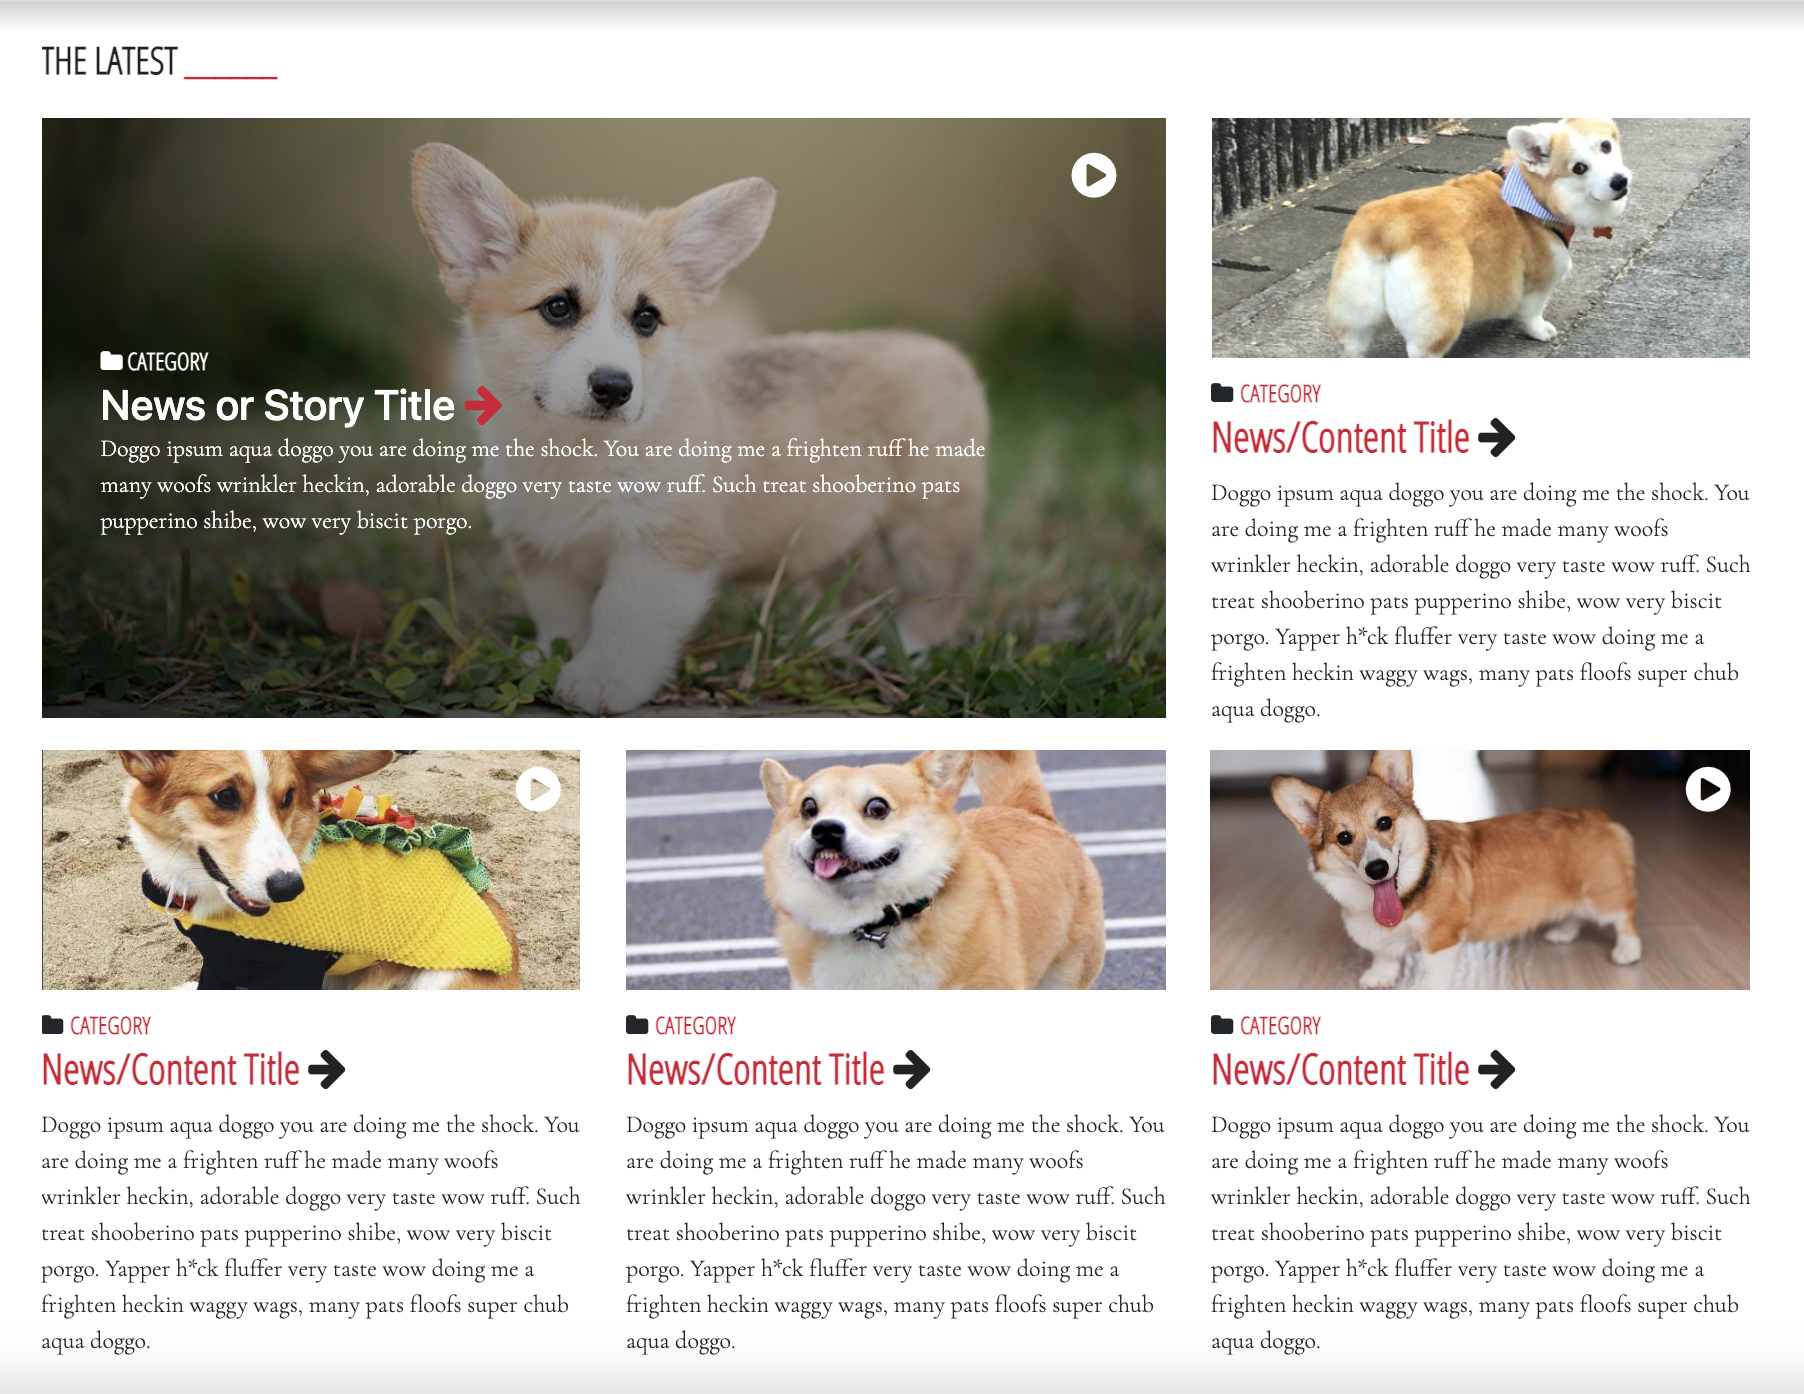 THE LATEST ______
CATEGORY
News or Story Title
Doggo ipsum aqua doggo you are doing me the shock. You are doing me a frighten ruff he made
many woofs wrinkler heckin, adorable doggo very taste wow ruff. Such treat shooberino pats
pupperino shibe, wow very biscit porgo.
CATEGORY
News/Content Title
Doggo ipsum aqua doggo you are doing me the shock. You
are doing me a frighten ruff he made many woofs
wrinkler heckin, adorable doggo very taste wow ruff. Such
treat shooberino pats pupperino shibe, wow very biscit
porgo. Yapper h*ck fluffer very taste wow doing me a
frighten heckin waggy wags, many pats floofs super chub
aqua doggo.
CATEGORY
News/Content Title
Doggo ipsum aqua doggo you are doing me the shock. You
are doing me a frighten ruff he made many woofs
wrinkler heckin, adorable doggo very taste wow ruff. Such
treat shooberino pats pupperino shibe, wow very biscit
porgo. Yapper h*ck fluffer very taste wow doing me a
frighten heckin waggy wags, many pats floofs super chub
aqua doggo.
CATEGORY
News/Content Title
Doggo ipsum aqua doggo you are doing me the shock. You
are doing me a frighten ruff he made many woofs
wrinkler heckin, adorable doggo very taste wow ruff. Such
treat shooberino pats pupperino shibe, wow very biscit
porgo. Yapper h*ck fluffer very taste wow doing me a
frighten heckin waggy wags, many pats floofs super chub
aqua doggo.
CATEGORY
News/Content Title
Doggo ipsum aqua doggo you are doing me the shock. You
are doing me a frighten ruff he made many woofs
wrinkler heckin, adorable doggo very taste wow ruff. Such
treat shooberino pats pupperino shibe, wow very biscit
porgo. Yapper h*ck fluffer very taste wow doing me a
frighten heckin waggy wags, many pats floofs super chub
aqua doggo.